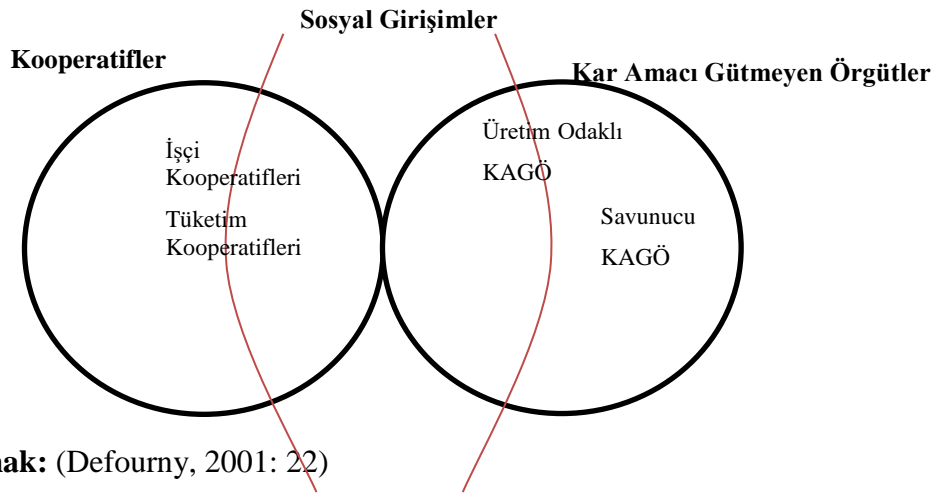 Sosyal Girişimler
Kooperatifler
Kar Amacı Gütmeyen Örgütler
İşçi
Kooperatifleri
Tüketim
Kooperatifleri
Üretim Odaklı
KAGÖ
Savunucu
KAGÖ
nak: (Defourny, 2001: 22)